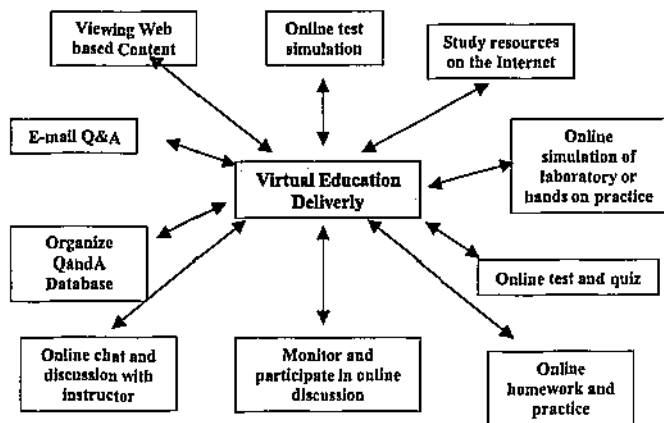 Viewing Web
based Content
Online test
simulation
Study resources
on the Internet
E-mail Q&A
Online
simulation of
laboratory or
hands on practice
Virtual Education
Deliverly
Organize
QandA
Database
Online test and quiz
Online chat and
discussion with
instructor
Monitor and
participate in online
discussion
Online
homework and
practice